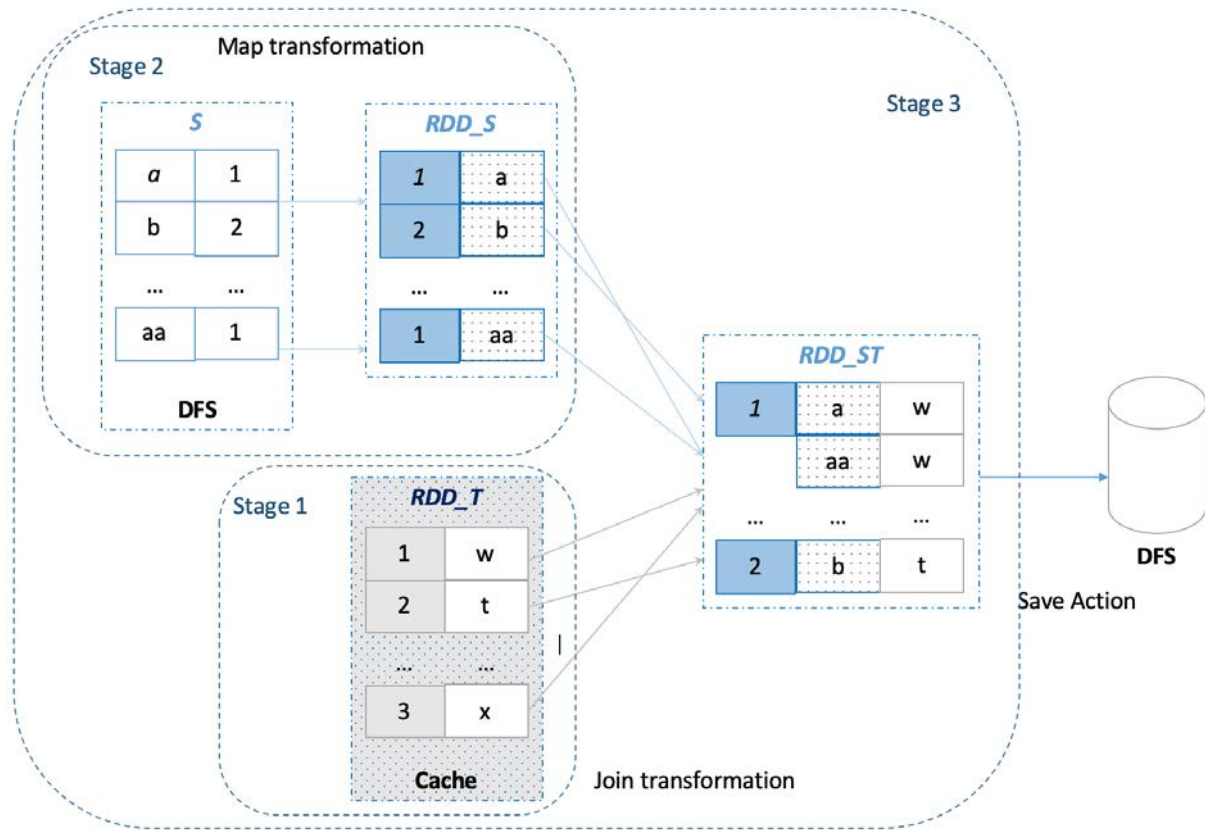 Map transformation
Stage 2
Stage 3
S
RDD_S
a 1
1 a
b 2
2 b
... ...
... ...
aa 1
1 aa
DFS
RDD_ST
1 a w
aa w
... ... ...
2 b t
DFS
Save Action
Stage 1
RDD_T
1 w
2 t
... ...
3 x
Cache
|
Join transformation